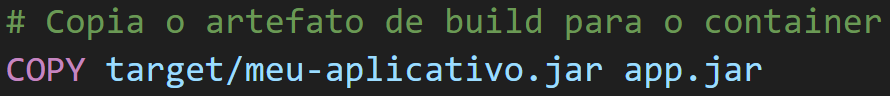 # Copia o artefato de build para o container
COPY target/meu-aplicativo.jar app.jar